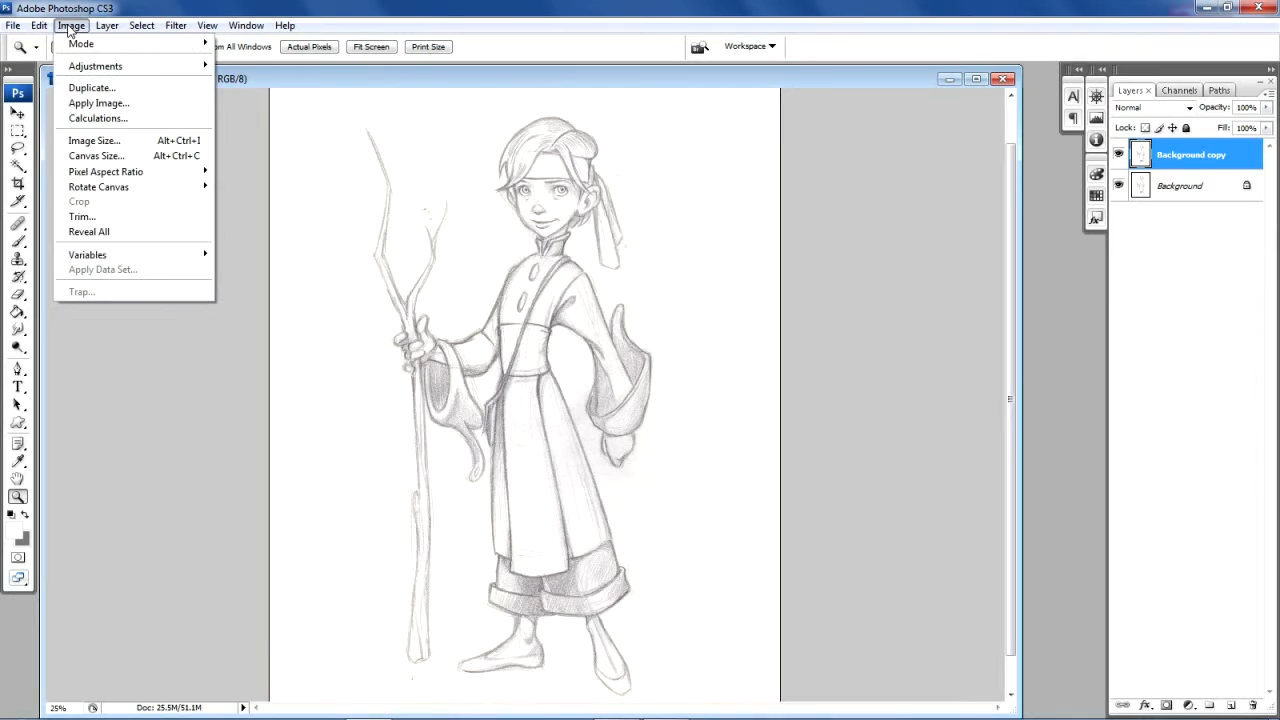 Adobe Photoshop CS3
File Edit Image Layer Select Filter View Window Help
om All Windows Actual Pixels Fit Screen Print Size Workspace
Mode
Adjustments
Duplicate...
Apply Image...
Calculations...
Image Size... Alt+Ctrl+I
Canvas Size... Alt+Ctrl+C
Pixel Aspect Ratio
Rotate Canvas
Crop
Trim...
Reveal All
Variables
Apply Data Set...
Trap...
RGB/8)
Ps
Layers Channels Paths
Normal Opacity: 100%
Lock: Fill: 100%
Background copy
Background
25% Doc: 25.5M/51.1M